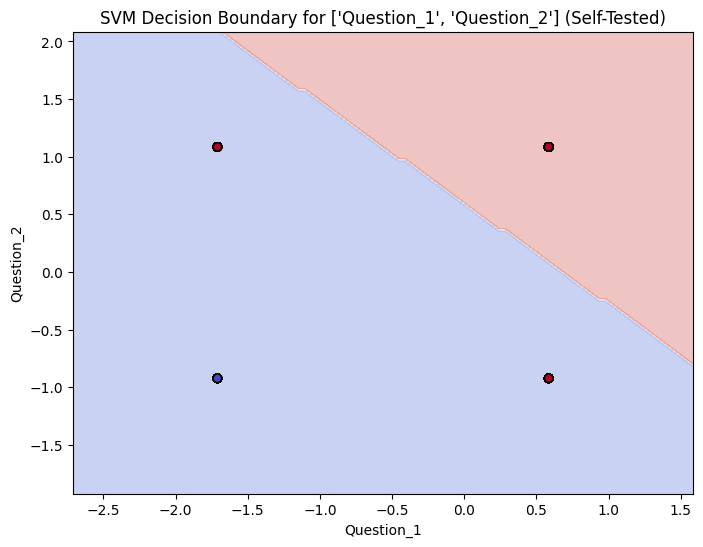 SVM Decision Boundary for ['Question_1', 'Question_2'] (Self-Tested)
2.0
1.5
1.0
0.5
0.0
−0.5
−1.0
−1.5
Question_2
−2.5 −2.0 −1.5 −1.0 −0.5 0.0 0.5 1.0 1.5
Question_1